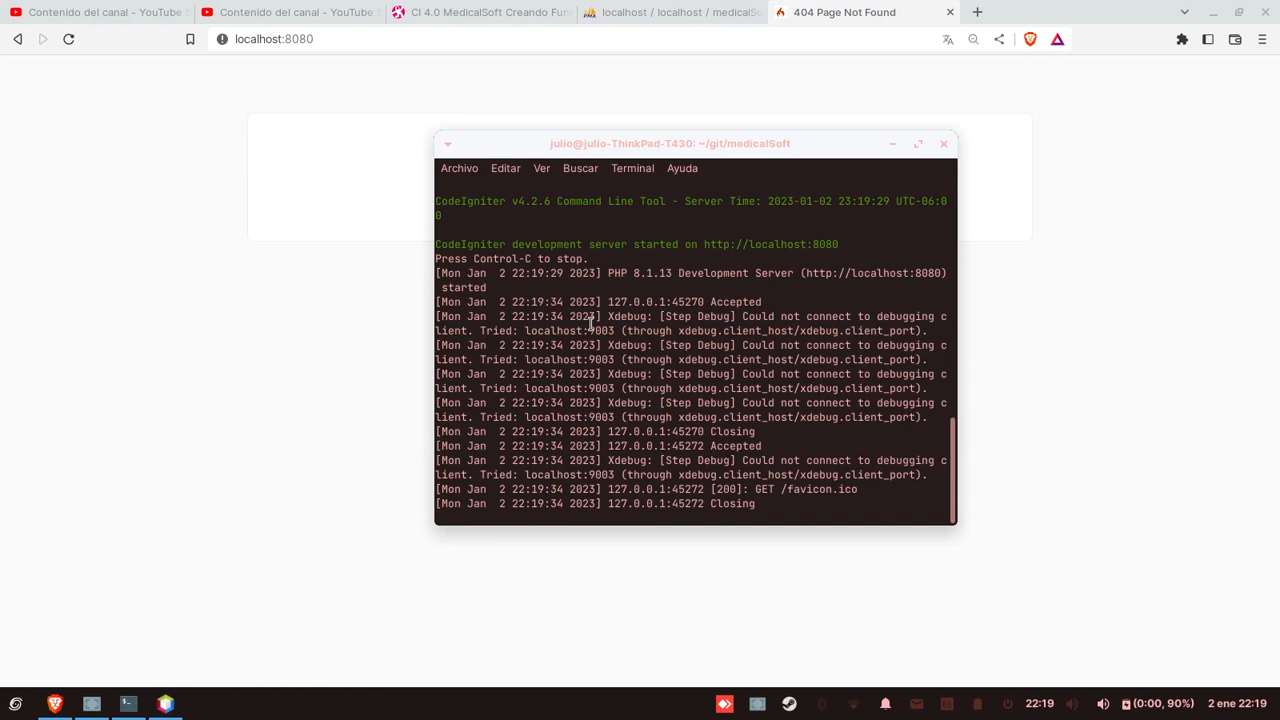 Contenido del canal - YouTube S
Contenido del canal - YouTube S
CI 4.0 MedicalSoft Creando Fun
localhost / localhost / medicalSo
404 Page Not Found
localhost:8080
julio@julio-ThinkPad-T430: ~/git/medicalSoft
Archivo Editar Ver Buscar Terminal Ayuda
CodeIgniter v4.2.6 Command Line Tool - Server Time: 2023-01-02 23:19:29 UTC-06:0
0
CodeIgniter development server started on http://localhost:8080
Press Control-C to stop.
[Mon Jan  2 22:19:29 2023] PHP 8.1.13 Development Server (http://localhost:8080)
started
[Mon Jan  2 22:19:34 2023] 127.0.0.1:45270 Accepted
[Mon Jan  2 22:19:34 2023] Xdebug: [Step Debug] Could not connect to debugging c
lient. Tried: localhost:9003 (through xdebug.client_host/xdebug.client_port).
[Mon Jan  2 22:19:34 2023] Xdebug: [Step Debug] Could not connect to debugging c
lient. Tried: localhost:9003 (through xdebug.client_host/xdebug.client_port).
[Mon Jan  2 22:19:34 2023] Xdebug: [Step Debug] Could not connect to debugging c
lient. Tried: localhost:9003 (through xdebug.client_host/xdebug.client_port).
[Mon Jan  2 22:19:34 2023] Xdebug: [Step Debug] Could not connect to debugging c
lient. Tried: localhost:9003 (through xdebug.client_host/xdebug.client_port).
[Mon Jan  2 22:19:34 2023] 127.0.0.1:45270 Closing
[Mon Jan  2 22:19:34 2023] 127.0.0.1:45272 Accepted
[Mon Jan  2 22:19:34 2023] Xdebug: [Step Debug] Could not connect to debugging c
lient. Tried: localhost:9003 (through xdebug.client_host/xdebug.client_port).
[Mon Jan  2 22:19:34 2023] 127.0.0.1:45272 [200]: GET /favicon.ico
[Mon Jan  2 22:19:34 2023] 127.0.0.1:45272 Closing
22:19
(0:00, 90%)
2 ene 22:19